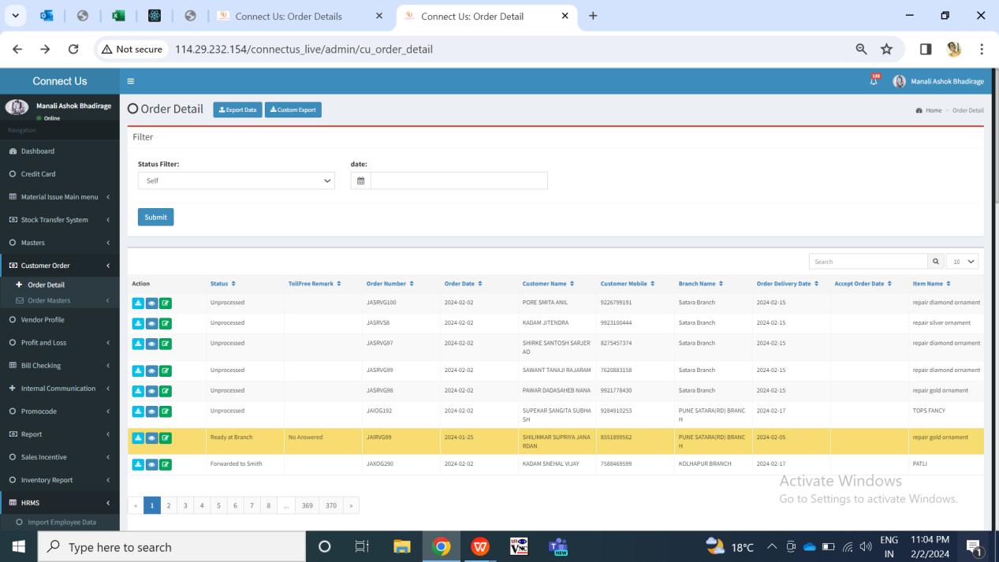 Connect Us: Order Details
Connect Us: Order Detail
Not secure 114.29.232.154/connectus_live/admin/cu_order_detail
Connect Us
138
Manali Ashok Bhadirage
Manali Ashok Bhadirage
Online
Navigation
Dashboard
Credit Card
Material Issue Main menu
Stock Transfer System
Masters
Customer Order
Order Detail
Order Masters
Vendor Profile
Profit and Loss
Bill Checking
Internal Communication
Promocode
Report
Sales Incentive
Inventory Report
HRMS
Import Employee Data
Order Detail Export Data Custom Export
Home > Order Detail
Filter
Status Filter: date:
Self
Submit
Search 10
Action Status TollFree Remark Order Number Order Date Customer Name Customer Mobile Branch Name Order Delivery Date Accept Order Date Item Name
Unprocessed JASRVG100 2024-02-02 PORE SMITA ANIL 9226799191 Satara Branch 2024-02-15 repair diamond ornament
Unprocessed JASRVS8 2024-02-02 KADAM JITENDRA 9923100444 Satara Branch 2024-02-15 repair silver ornament
Unprocessed JASRVG97 2024-02-02 SHIRKE SANTOSH SARJER 8275457374 Satara Branch 2024-02-15 repair diamond ornament
AO
Unprocessed JASRVG99 2024-02-02 SAWANT TANAJI RAJARAM 7620883158 Satara Branch 2024-02-15 repair diamond ornament
Unprocessed JASRVG98 2024-02-02 PAWAR DADASAHEB NANA 9921778430 Satara Branch 2024-02-15 repair gold ornament
Unprocessed JAIOG192 2024-02-02 SUPEKAR SANGITA SUBHA 9284910253 PUNE SATARA(RD) BRANC 2024-02-17 TOPS FANCY
SH H
Ready at Branch No Answered JAIRVG99 2024-01-25 SHILIMKAR SUPRIYA JANA 8551899562 PUNE SATARA(RD) BRANC 2024-02-05 repair gold ornament
RDAN H
Forwarded to Smith JAXOG290 2024-02-02 KADAM SNEHAL VIJAY 7588469599 KOLHAPUR BRANCH 2024-02-17 PATLI
« 1 2 3 4 5 6 7 8 ... 369 370 »
Activate Windows
Go to Settings to activate Windows.
Type here to search
NEW
18°C
ENG
IN
11:04 PM
2/2/2024
1